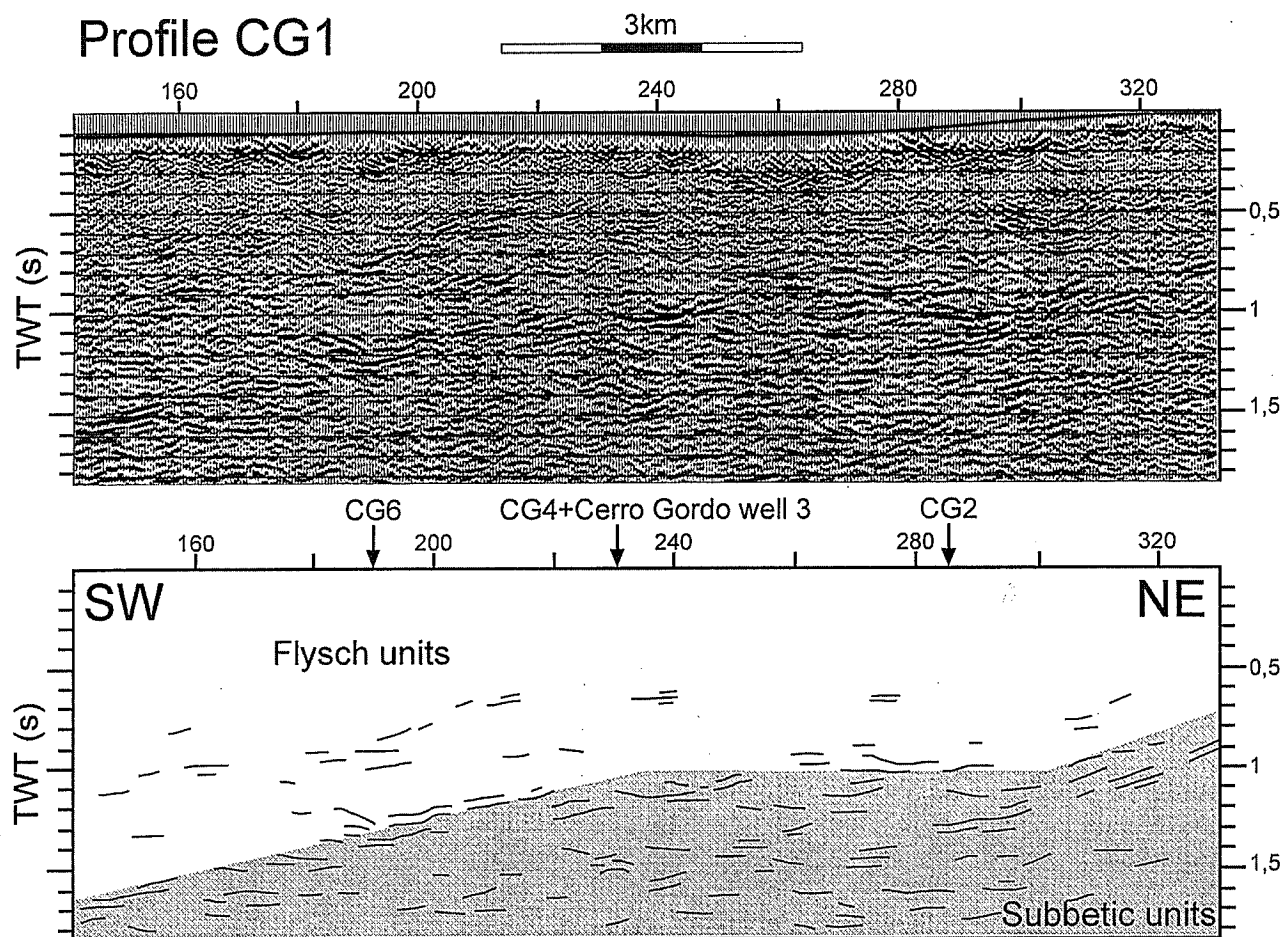 Profile CG1
3km
160 200 240 280 320
TWT (s)
0,5
1
1,5
CG6 CG4+Cerro Gordo well 3 CG2
160 200 240 280 320
SW NE
Flysch units
TWT (s)
0,5
1
1,5
Subbetic units